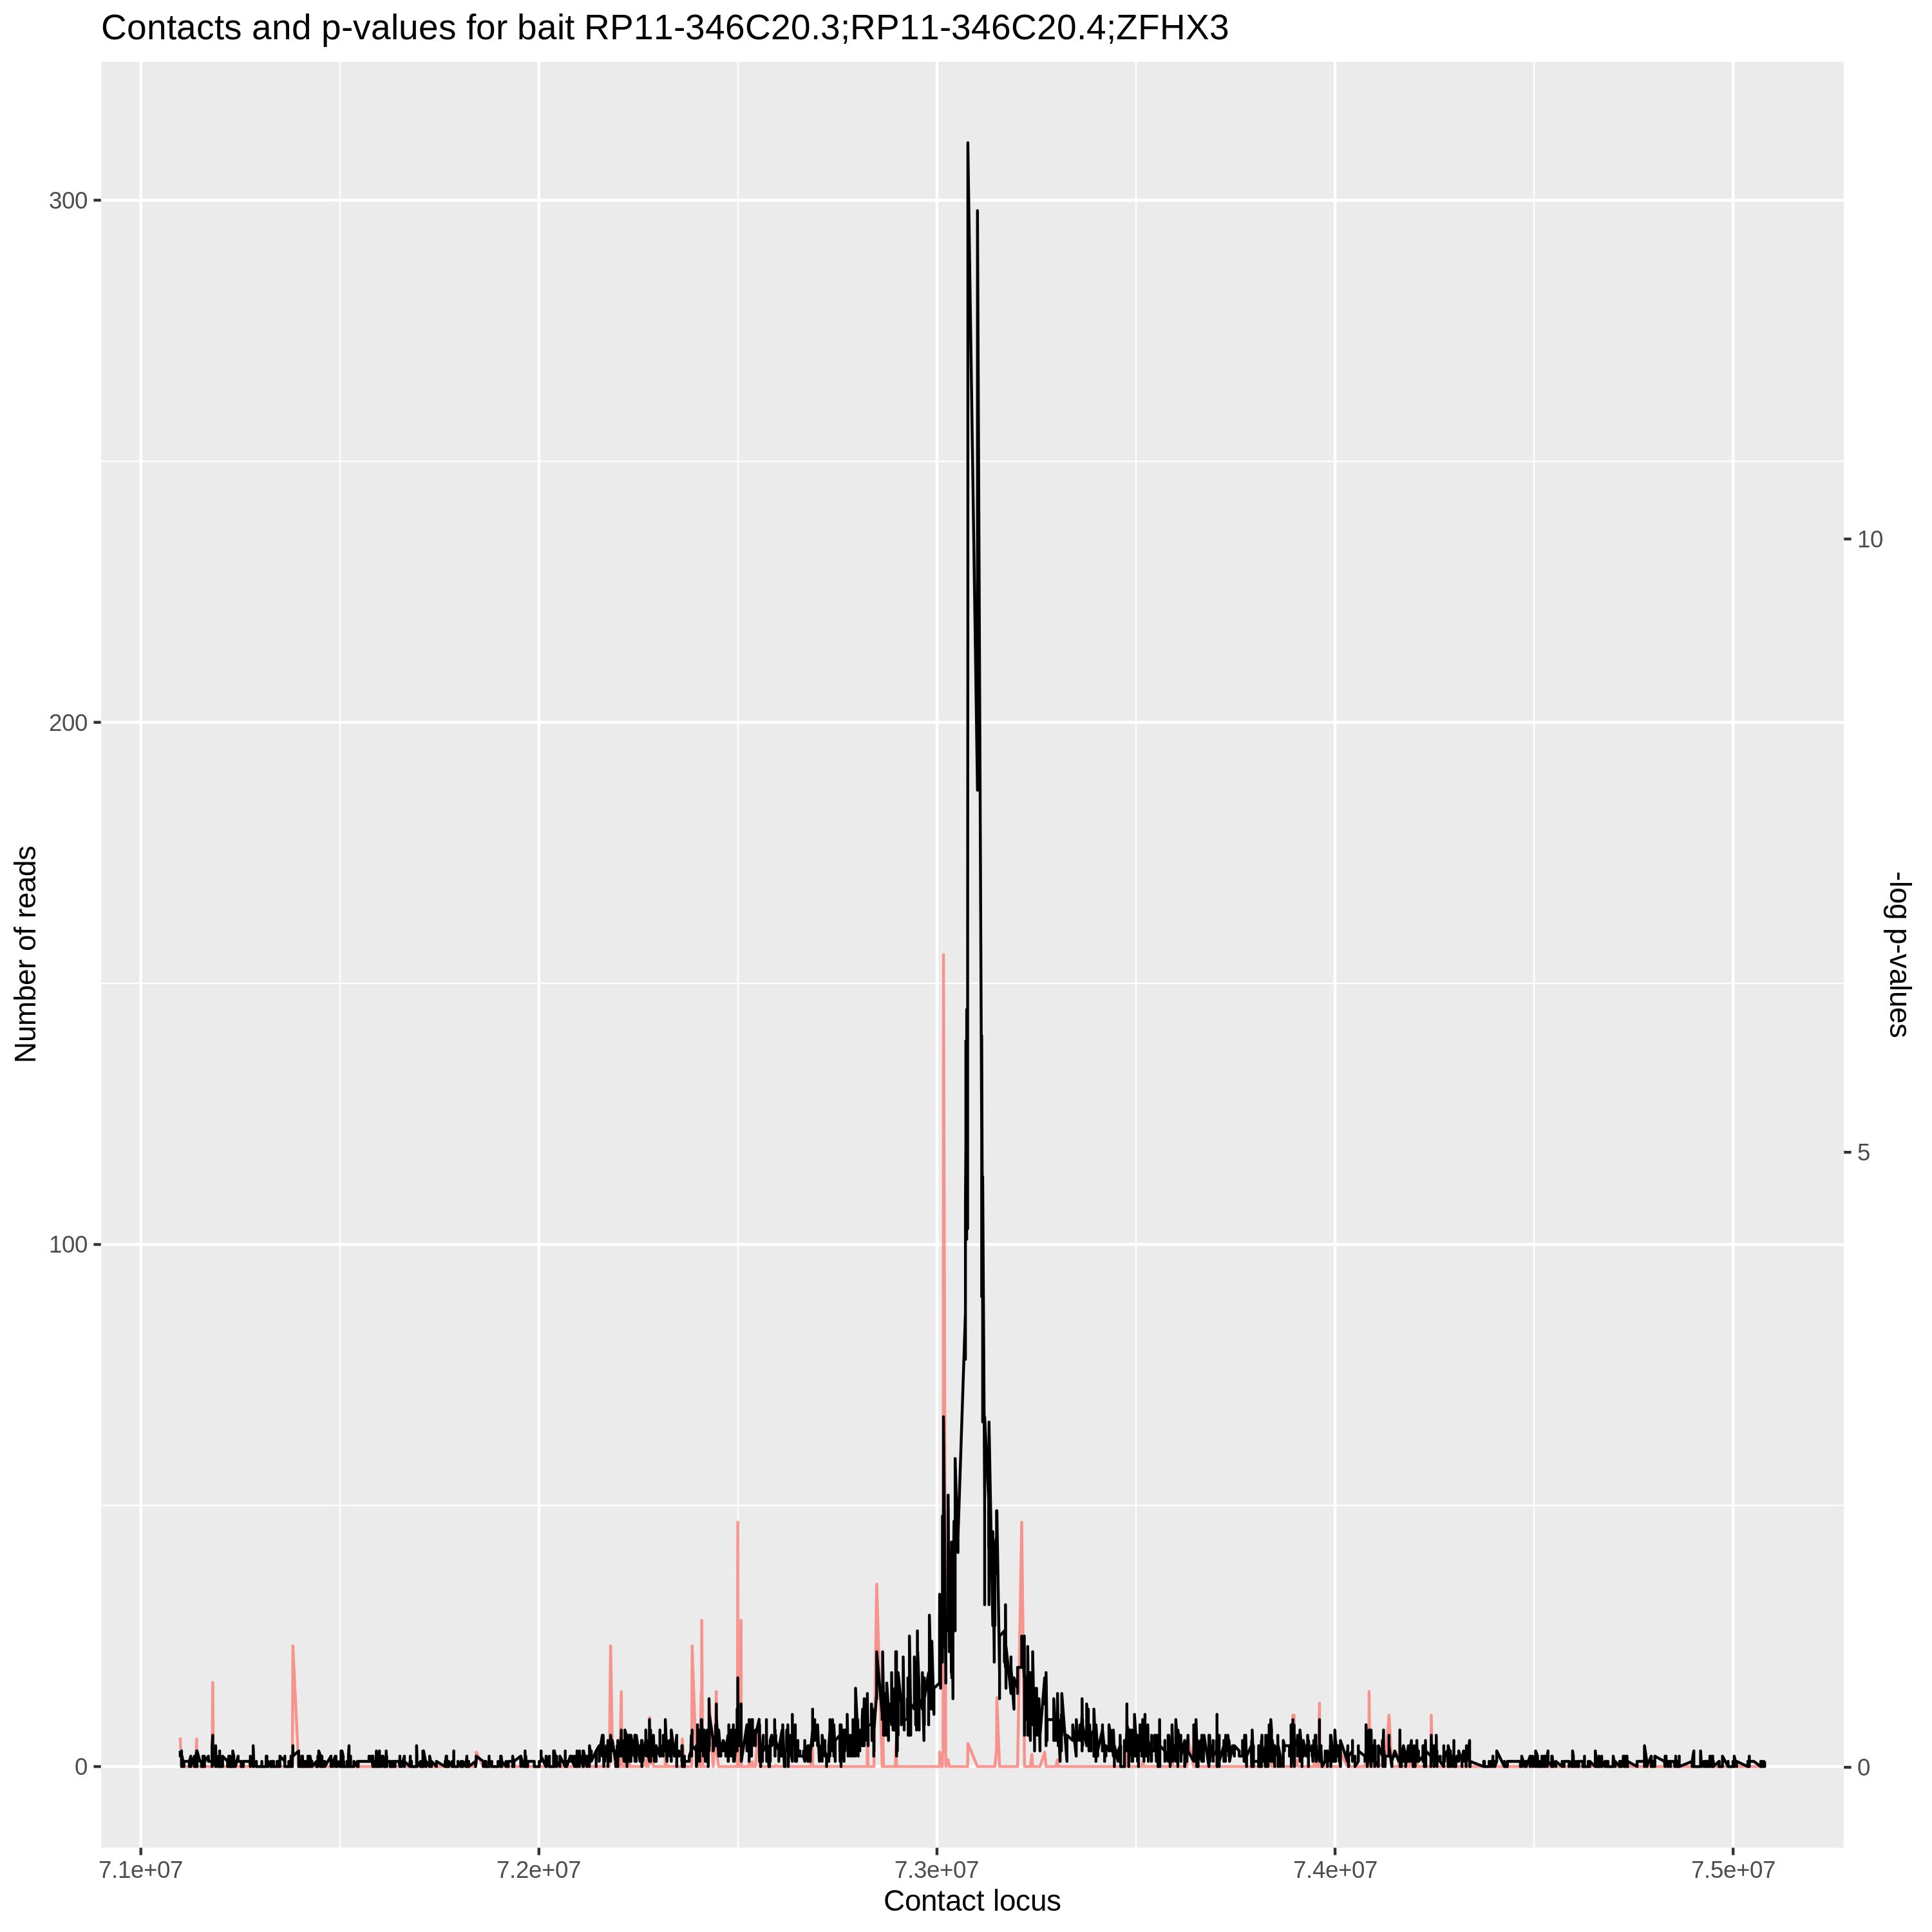 Contacts and p-values for bait RP11-346C20.3;RP11-346C20.4;ZFHX3
300
200
100
0
Number of reads
10
5
0
-log p-values
7.1e+07 7.2e+07 7.3e+07 7.4e+07 7.5e+07
Contact locus